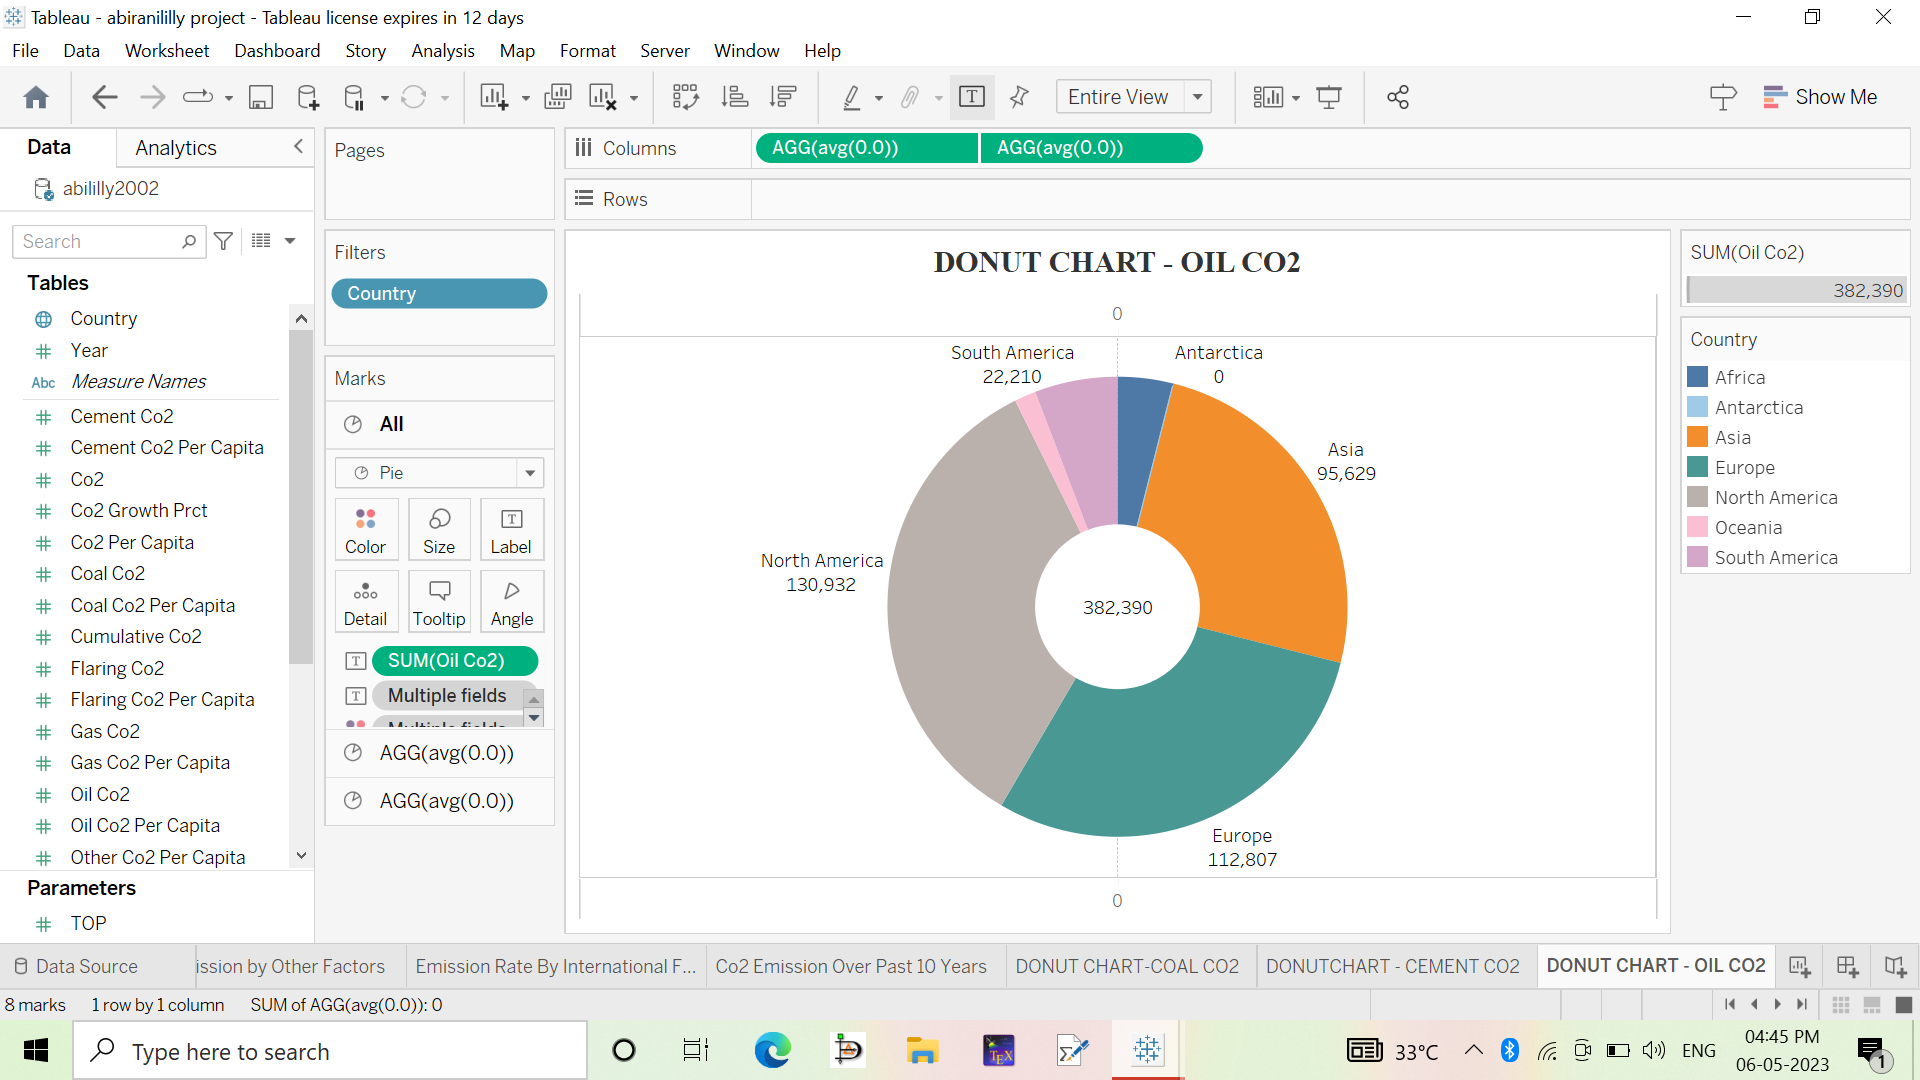 Tableau - abiranililly project - Tableau license expires in 12 days
File Data Worksheet Dashboard Story Analysis Map Format Server Window Help
Entire View
Show Me
Data
Analytics
abililly2002
Search
Tables
Country
Year
Abc Measure Names
Cement Co2
Cement Co2 Per Capita
Co2
Co2 Growth Prct
Co2 Per Capita
Coal Co2
Coal Co2 Per Capita
Cumulative Co2
Flaring Co2
Flaring Co2 Per Capita
Gas Co2
Gas Co2 Per Capita
Oil Co2
Oil Co2 Per Capita
Other Co2 Per Capita
Parameters
TOP
Pages
Filters
Country
Marks
All
Pie
Color
Size
Label
Detail
Tooltip
Angle
SUM(Oil Co2)
Multiple fields
Multiple fields
AGG(avg(0.0))
AGG(avg(0.0))
Columns
AGG(avg(0.0))
AGG(avg(0.0))
Rows
DONUT CHART - OIL CO2
0
South America
22,210
Antarctica
0
Asia
95,629
North America
130,932
382,390
Europe
112,807
0
SUM(Oil Co2)
382,390
Country
Africa
Antarctica
Asia
Europe
North America
Oceania
South America
Data Source
ission by Other Factors
Emission Rate By International F...
Co2 Emission Over Past 10 Years
DONUT CHART-COAL CO2
DONUTCHART - CEMENT CO2
DONUT CHART - OIL CO2
8 marks
1 row by 1 column
SUM of AGG(avg(0.0)): 0
Type here to search
TEX
33°C
ENG
04:45 PM
06-05-2023
1